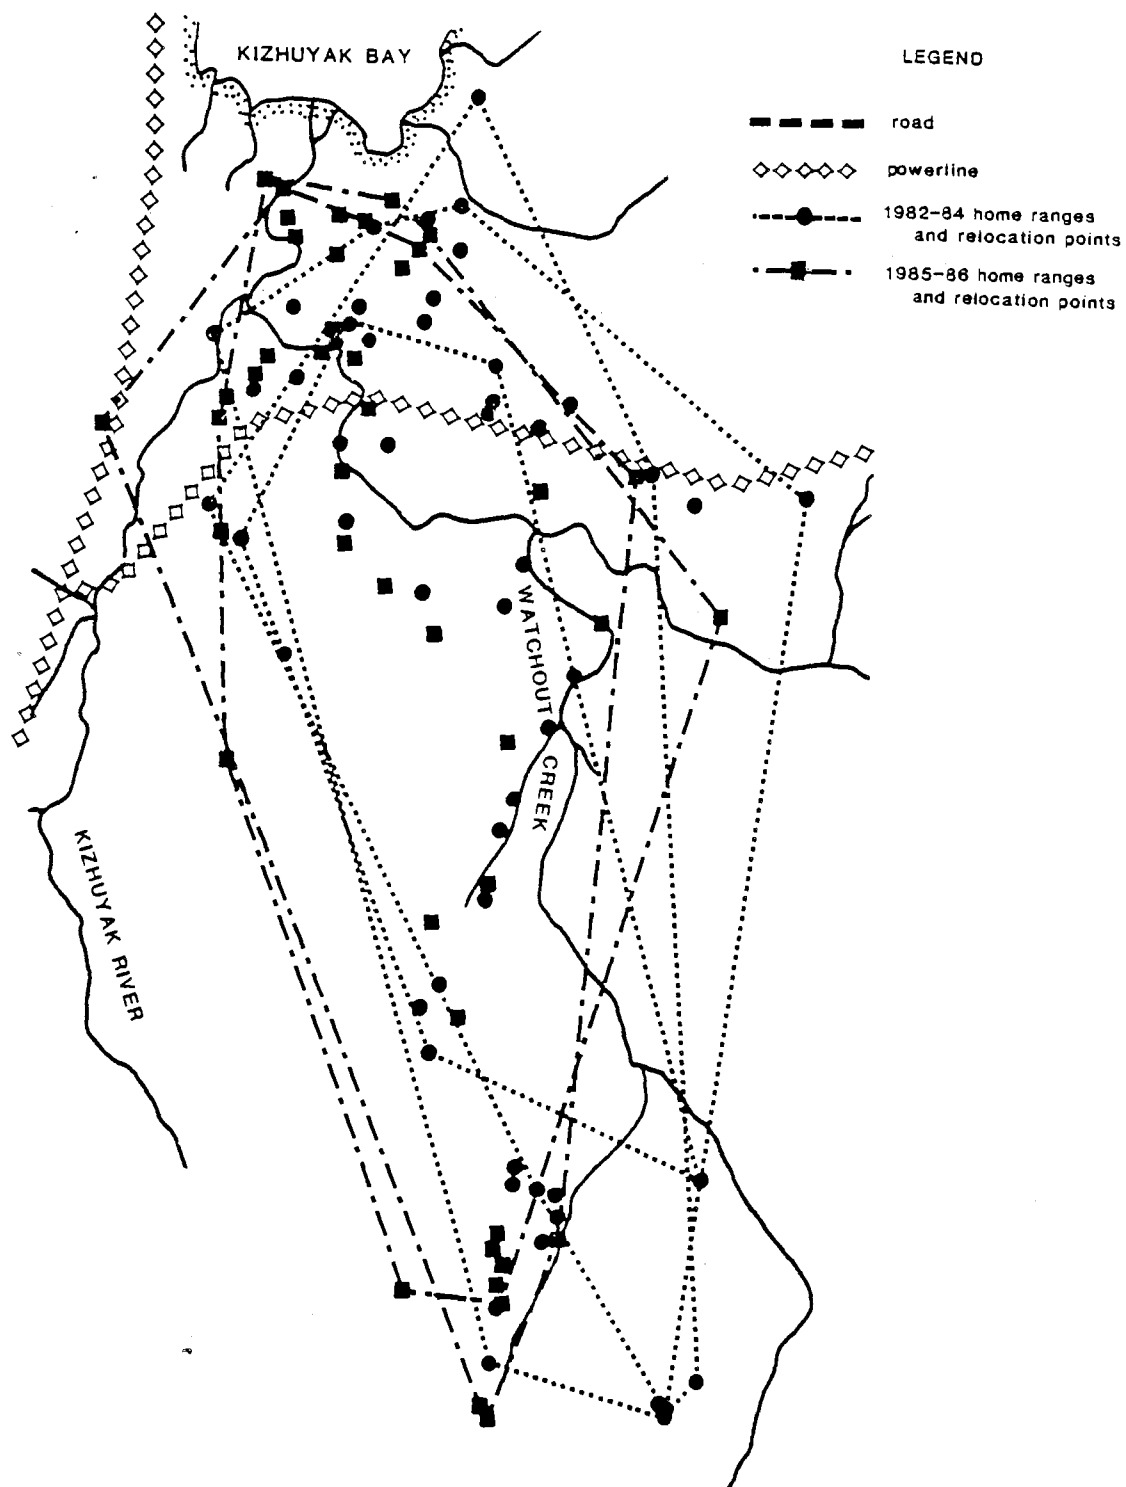 KIZHUYAK BAY
LEGEND
road
powerline
1982-84 home ranges
and relocation points
1985-86 home ranges
and relocation points
WATCHOUT
CREEK
KIZHUYAK RIVER